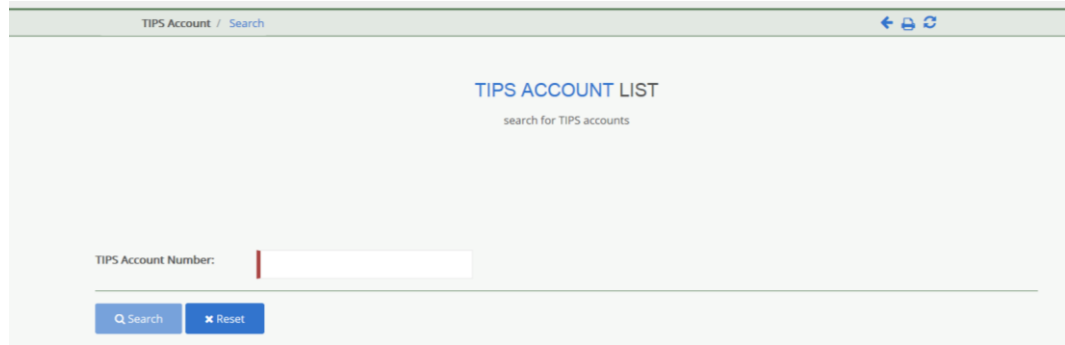 TIPS Account / Search
TIPS ACCOUNT LIST
search for TIPS accounts
TIPS Account Number:
Search
Reset